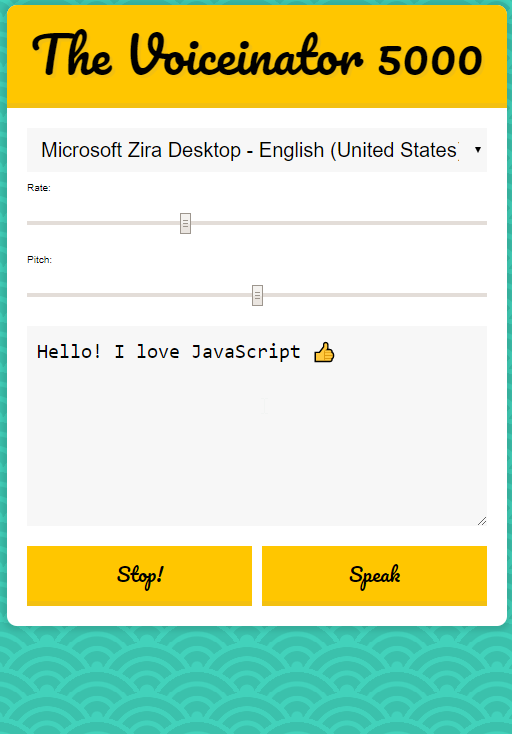 The Voiceinator 5000
Microsoft Zira Desktop - English (United States)
Rate:
Pitch:
Hello! I love JavaScript 👍
Stop! Speak